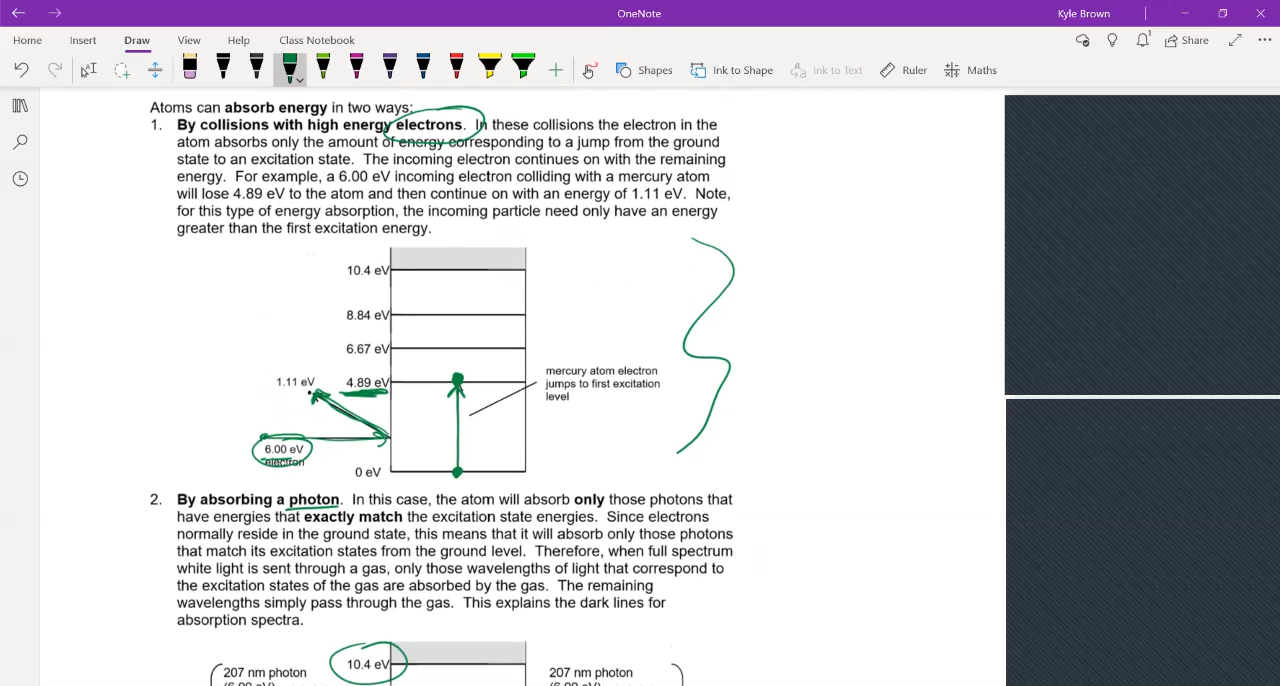 OneNote
Kyle Brown
Home Insert Draw View Help Class Notebook
Share
Shapes Ink to Shape Ink to Text Ruler Maths
Atoms can absorb energy in two ways:
1. By collisions with high energy electrons. In these collisions the electron in the
atom absorbs only the amount of energy corresponding to a jump from the ground
state to an excitation state. The incoming electron continues on with the remaining
energy. For example, a 6.00 eV incoming electron colliding with a mercury atom
will lose 4.89 eV to the atom and then continue on with an energy of 1.11 eV. Note,
for this type of energy absorption, the incoming particle need only have an energy
greater than the first excitation energy.
10.4 eV
8.84 eV
6.67 eV
mercury atom electron
jumps to first excitation
level
1.11 eV
4.89 eV
6.00 eV
electron
0 eV
2. By absorbing a photon. In this case, the atom will absorb only those photons that
have energies that exactly match the excitation state energies. Since electrons
normally reside in the ground state, this means that it will absorb only those photons
that match its excitation states from the ground level. Therefore, when full spectrum
white light is sent through a gas, only those wavelengths of light that correspond to
the excitation states of the gas are absorbed by the gas. The remaining
wavelengths simply pass through the gas. This explains the dark lines for
absorption spectra.
10.4 eV
207 nm photon
207 nm photon